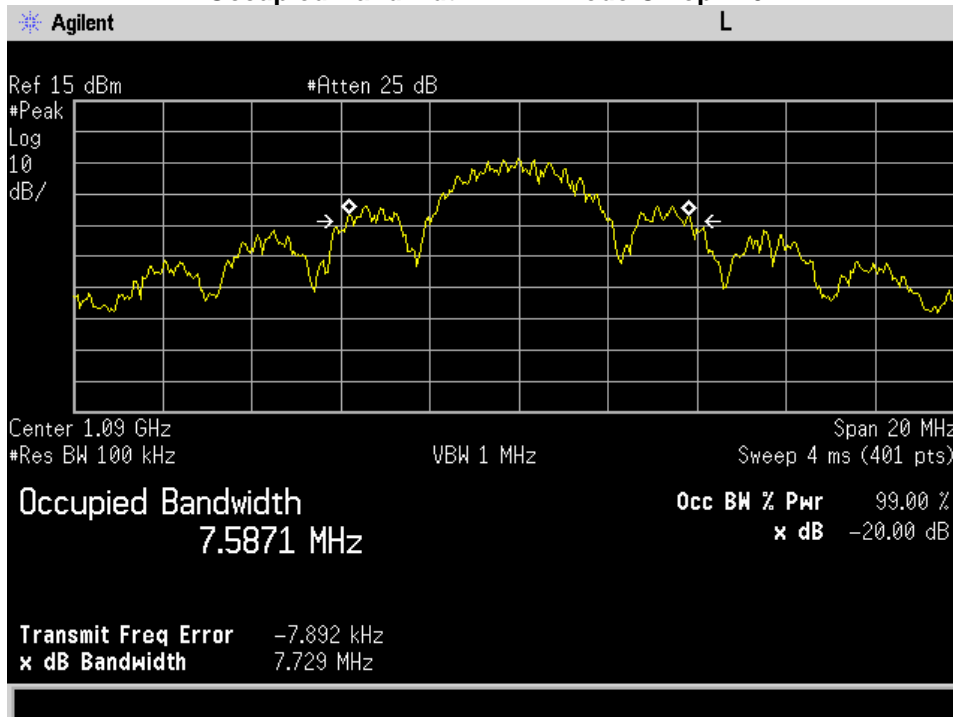 Agilent L
Ref 15 dBm #Atten 25 dB
#Peak
Log
10
dB/
Center 1.09 GHz Span 20 MHz
#Res BW 100 kHz VBW 1 MHz Sweep 4 ms (401 pts)
Occupied Bandwidth
7.5871 MHz
Occ BW % Pwr 99.00 %
x dB -20.00 dB
Transmit Freq Error -7.892 kHz
x dB Bandwidth 7.729 MHz